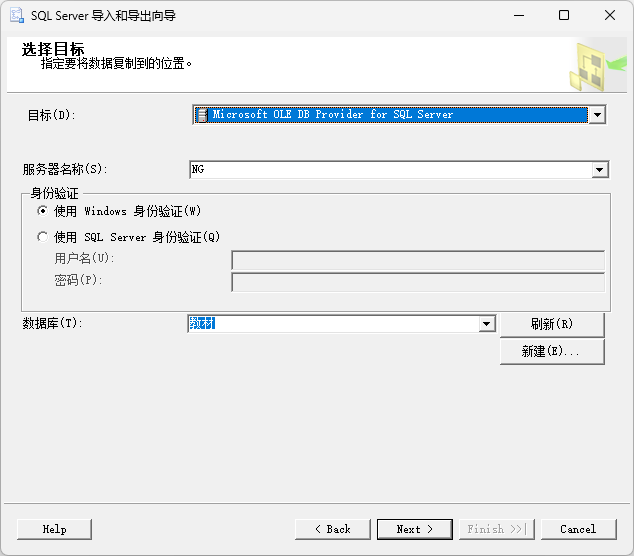 SQL Server 导入和导出向导
选择目标
指定要将数据复制到的位置。
目标(D):
Microsoft OLE DB Provider for SQL Server
服务器名称(S):
NG
身份验证
使用 Windows 身份验证(W)
使用 SQL Server 身份验证(Q)
用户名(U):
密码(P):
数据库(T):
刷新(R)
新建(E)...
Help
< Back
Next >
Finish >>|
Cancel